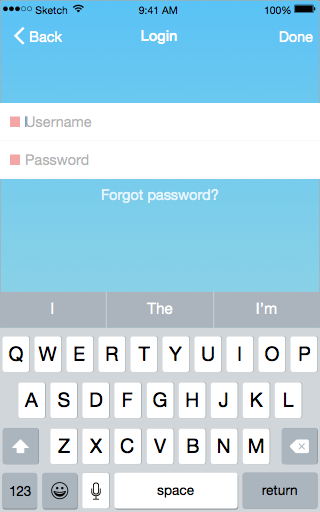 Sketch 9:41 AM 100%
Back Login Done
Username
Password
Forgot password?
I The I'm
Q W E R T Y U I O P
A S D F G H J K L
Z X C V B N M
123 space return